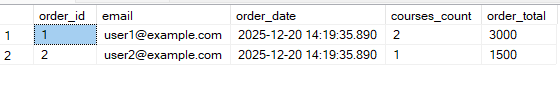 order_id email order_date courses_count order_total
1 1 user1@example.com 2025-12-20 14:19:35.890 2 3000
2 2 user2@example.com 2025-12-20 14:19:35.890 1 1500